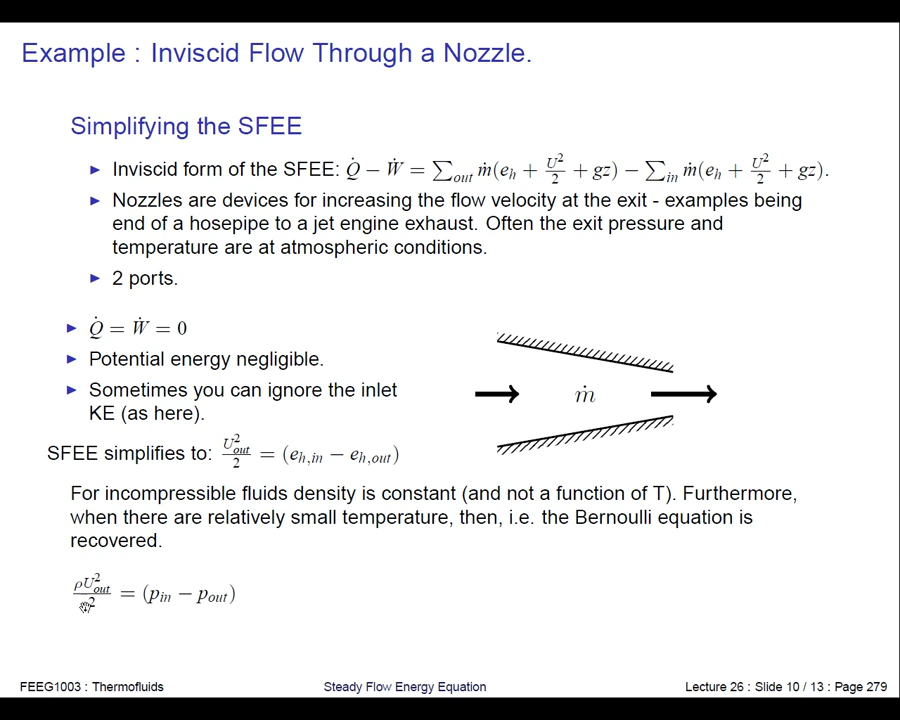 Example : Inviscid Flow Through a Nozzle.
Simplifying the SFEE
Inviscid form of the SFEE: Q̇ − Ẇ = ∑_out ṁ(e_h + U²/2 + gz) − ∑_in ṁ(e_h + U²/2 + gz).
Nozzles are devices for increasing the flow velocity at the exit - examples being
end of a hosepipe to a jet engine exhaust. Often the exit pressure and
temperature are at atmospheric conditions.
2 ports.
Q̇ = Ẇ = 0
Potential energy negligible.
Sometimes you can ignore the inlet
KE (as here).
ṁ
SFEE simplifies to: U²_out/2 = (e_h,in − e_h,out)
For incompressible fluids density is constant (and not a function of T). Furthermore,
when there are relatively small temperature, then, i.e. the Bernoulli equation is
recovered.
ρU²_out/2 = (p_in − p_out)
FEEG1003 : Thermofluids
Steady Flow Energy Equation
Lecture 26 : Slide 10 / 13 : Page 279